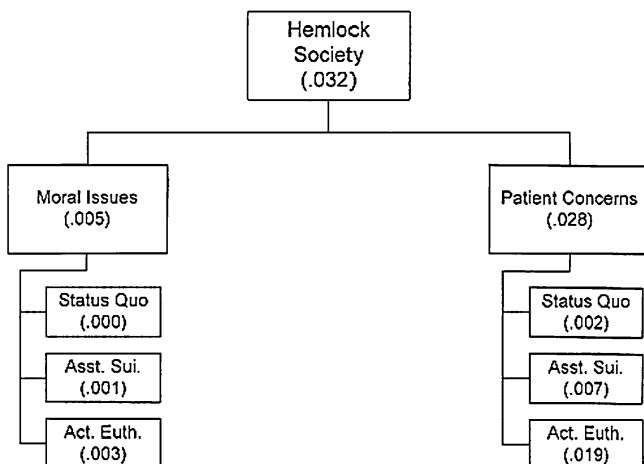 Hemlock
Society
(.032)
Moral Issues
(.005)
Patient Concerns
(.028)
Status Quo
(.000)
Asst. Sui.
(.001)
Act. Euth.
(.003)
Status Quo
(.002)
Asst. Sui.
(.007)
Act. Euth.
(.019)